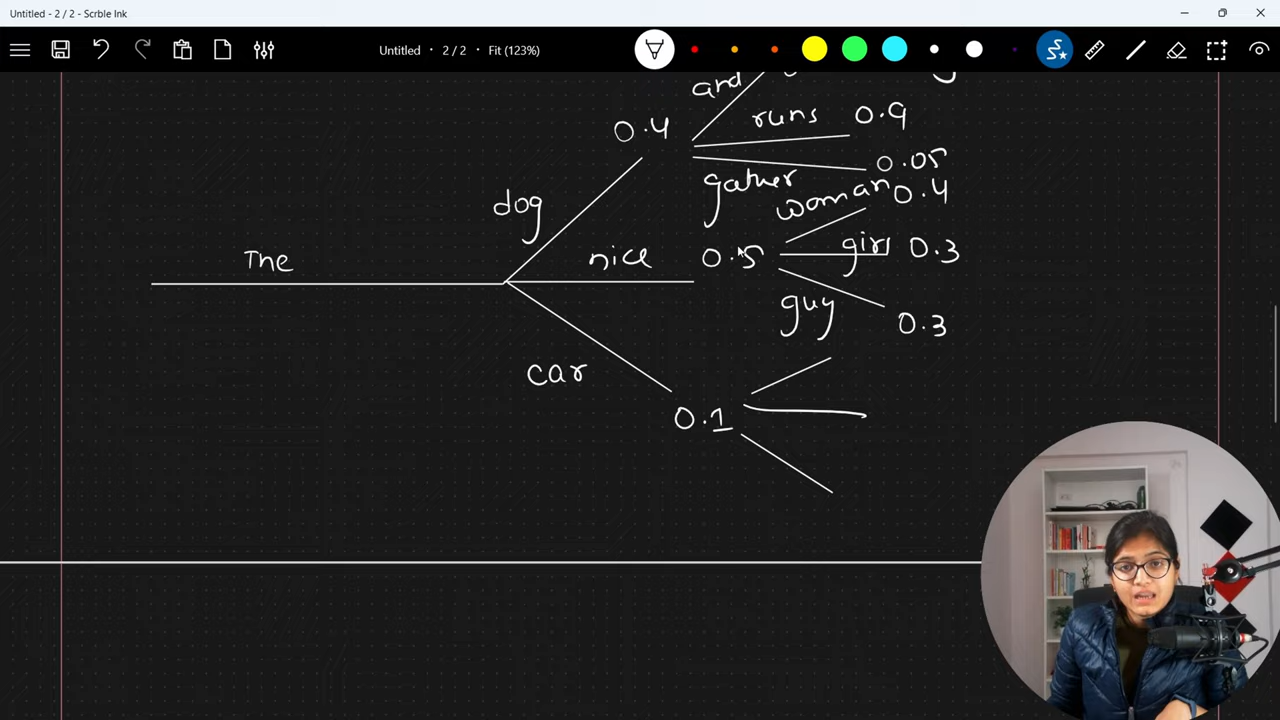 Untitled - 2 / 2 - Scrble Ink
Untitled • 2 / 2 • Fit (123%)
and
runs 0.9
0.4
0.05
gather
woman 0.4
dog
The
nice
0.5
girl 0.3
guy
0.3
car
0.1